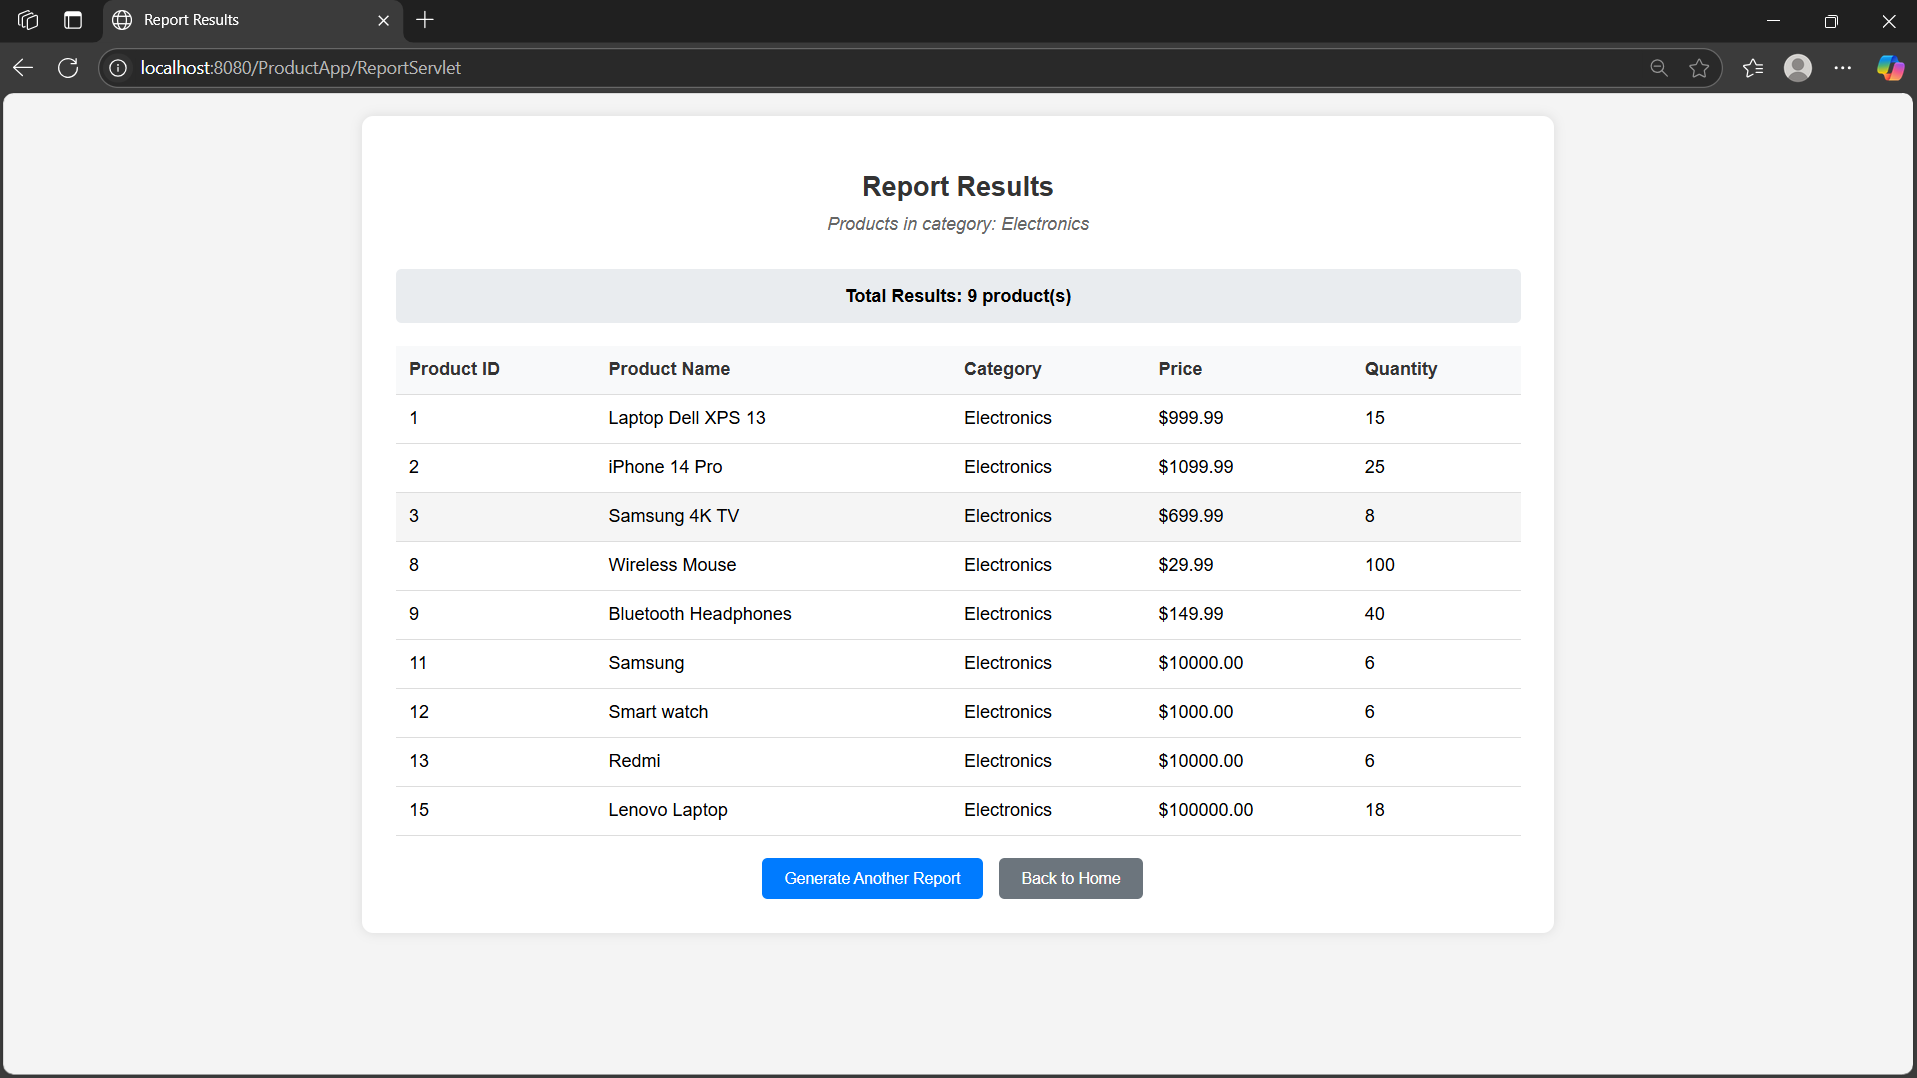 Report Results
localhost:8080/ProductApp/ReportServlet
Report Results
Products in category: Electronics
Total Results: 9 product(s)
Product ID Product Name Category Price Quantity
1 Laptop Dell XPS 13 Electronics $999.99 15
2 iPhone 14 Pro Electronics $1099.99 25
3 Samsung 4K TV Electronics $699.99 8
8 Wireless Mouse Electronics $29.99 100
9 Bluetooth Headphones Electronics $149.99 40
11 Samsung Electronics $10000.00 6
12 Smart watch Electronics $1000.00 6
13 Redmi Electronics $10000.00 6
15 Lenovo Laptop Electronics $100000.00 18
Generate Another Report Back to Home